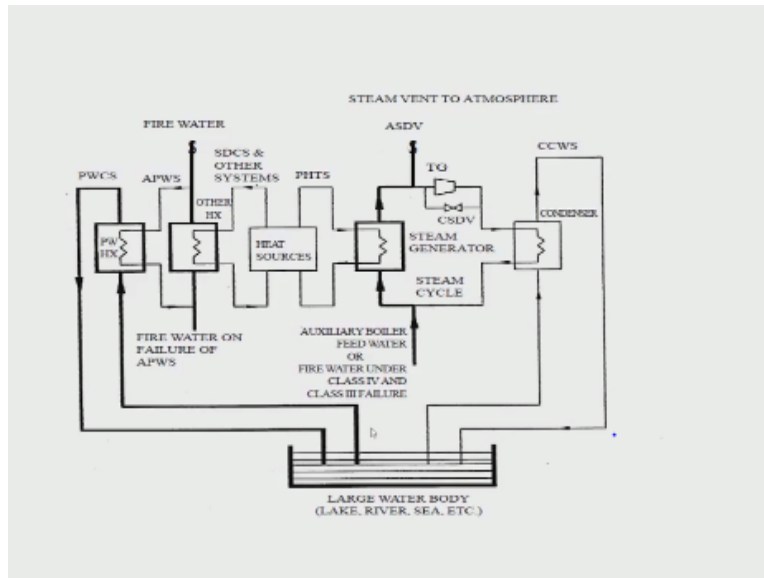 STEAM VENT TO ATMOSPHERE
FIRE WATER
ASDV
CCWS
SDCS &
OTHER
SYSTEMS
PWCS
APWS
PHTS
TG
OTHER
HX
CSDV
CONDENSER
PW
HX
HEAT
SOURCES
STEAM
GENERATOR
STEAM
CYCLE
FIRE WATER ON
FAILURE OF
APWS
AUXILIARY BOILER
FEED WATER
OR
FIRE WATER UNDER
CLASS IV AND
CLASS III FAILURE
LARGE WATER BODY
(LAKE, RIVER, SEA, ETC.)